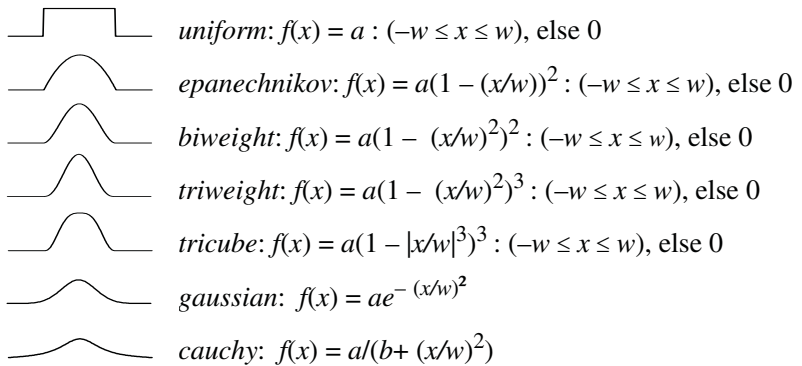 uniform: f(x) = a : (–w ≤ x ≤ w), else 0
epanechnikov: f(x) = a(1 – (x/w))² : (–w ≤ x ≤ w), else 0
biweight: f(x) = a(1 – (x/w)²)² : (–w ≤ x ≤ w), else 0
triweight: f(x) = a(1 – (x/w)²)³ : (–w ≤ x ≤ w), else 0
tricube: f(x) = a(1 – |x/w|³)³ : (–w ≤ x ≤ w), else 0
gaussian: f(x) = ae^– (x/w)²
cauchy: f(x) = a/(b+ (x/w)²)